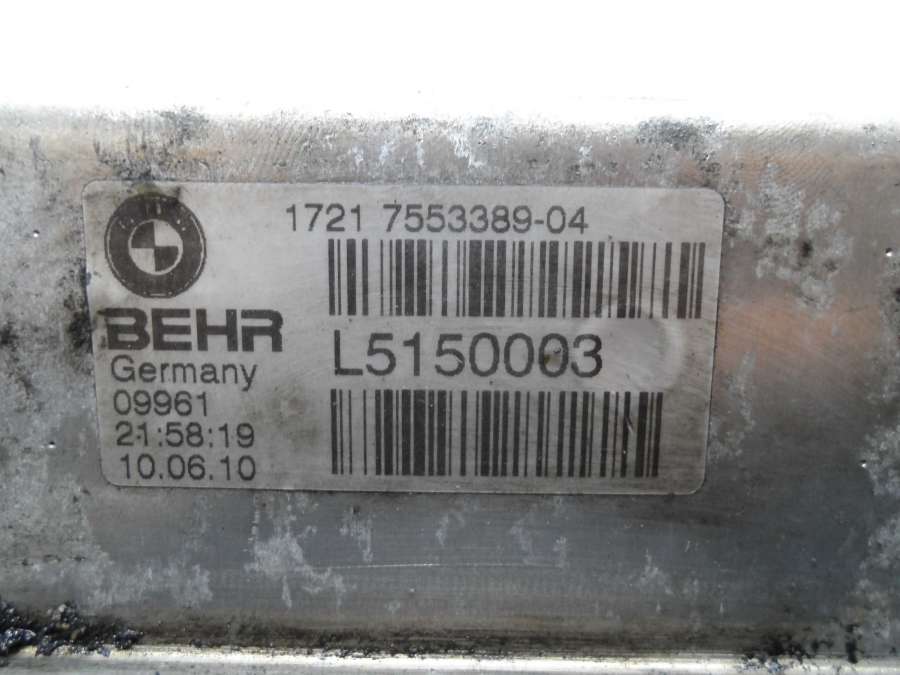 1721 7553389-04
BEHR
L5150003
Germany
09961
21:58:19
10.06.10